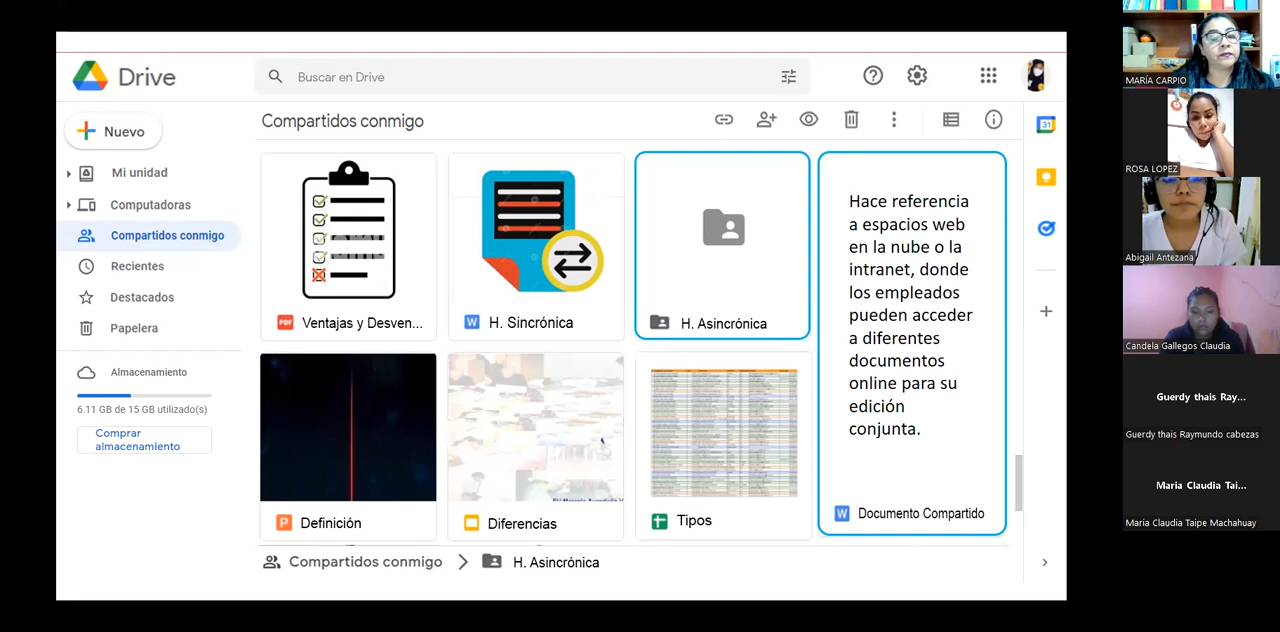 Drive
Buscar en Drive
Nuevo
Compartidos conmigo
Mi unidad
Computadoras
Compartidos conmigo
Recientes
Destacados
Papelera
Almacenamiento
6.11 GB de 15 GB utilizado(s)
Comprar
almacenamiento
PDF
Ventajas y Desven...
W
H. Sincrónica
H. Asincrónica
P
Definición
Diferencias
Tipos
Hace referencia
a espacios web
en la nube o la
intranet, donde
los empleados
pueden acceder
a diferentes
documentos
online para su
edición
conjunta.
W
Documento Compartido
Compartidos conmigo
H. Asincrónica
31
MARÍA CARPIO
ROSA LOPEZ
Abigail Antezana
Candela Gallegos Claudia
Guerdy thais Ray...
Guerdy thais Raymundo cabezas
Maria Claudia Tai...
Maria Claudia Taipe Machahuay